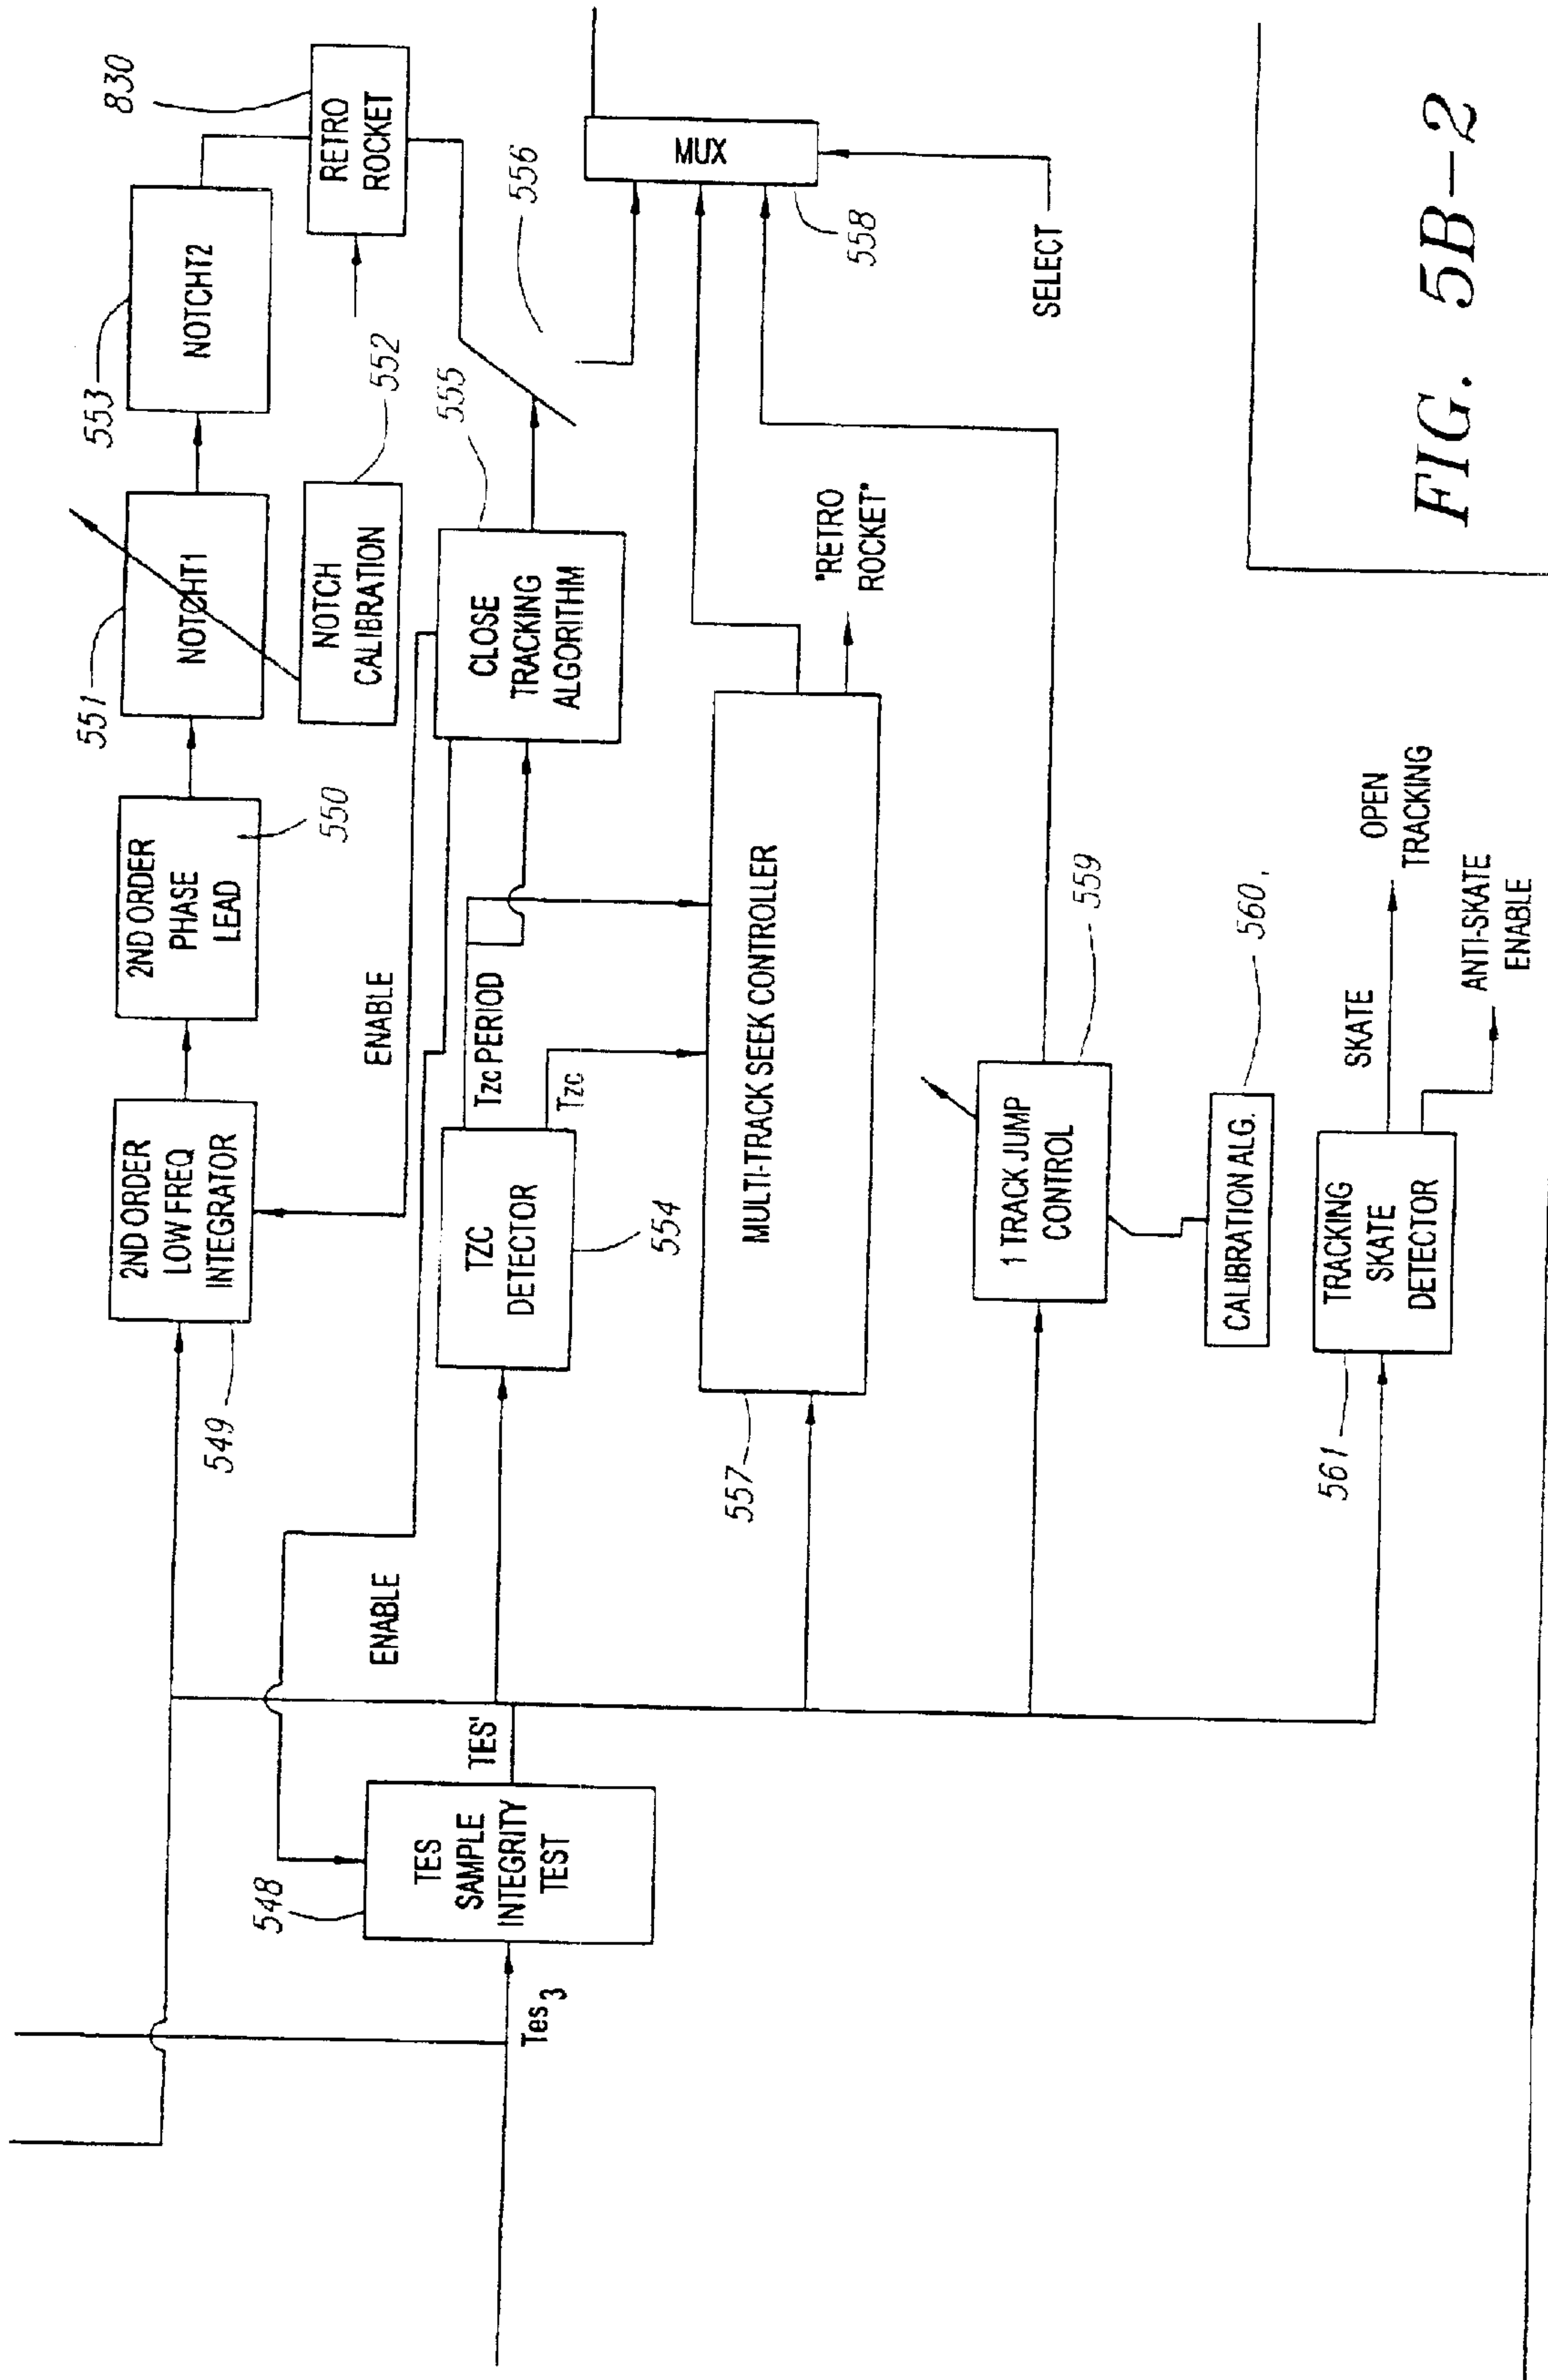 830
553
551
NOTCHT2
RETRO
ROCKET
NOTCHT1
550
2ND ORDER
PHASE
LEAD
2ND ORDER
LOW FREQ
INTEGRATOR
549
552
NOTCH
CALIBRATION
556
555
CLOSE
TRACKING
ALGORITHM
ENABLE
ENABLE
Tzc PERIOD
Tzc
TZC
DETECTOR
554
548
TES
SAMPLE
INTEGRITY
TEST
TES'
Tes3
MUX
558
SELECT
"RETRO
ROCKET"
MULTI-TRACK SEEK CONTROLLER
557
1 TRACK JUMP
CONTROL
559
CALIBRATION ALG.
560,
TRACKING
SKATE
DETECTOR
561
SKATE
OPEN
TRACKING
ANTI-SKATE
ENABLE
FIG. 5B-2